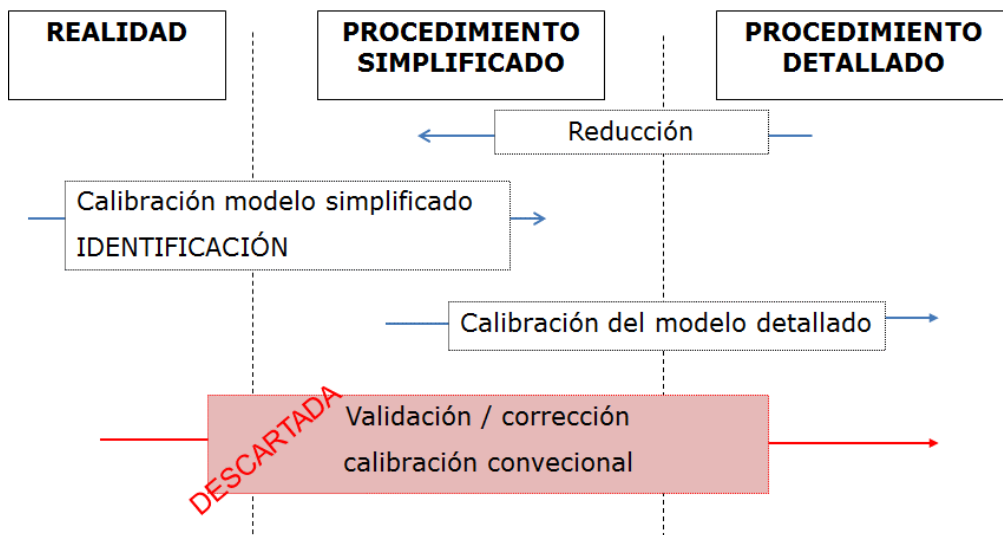 REALIDAD
PROCEDIMIENTO
SIMPLIFICADO
PROCEDIMIENTO
DETALLADO
Reducción
Calibración modelo simplificado
IDENTIFICACIÓN
Calibración del modelo detallado
DESCARTADA
Validación / corrección
calibración convecional